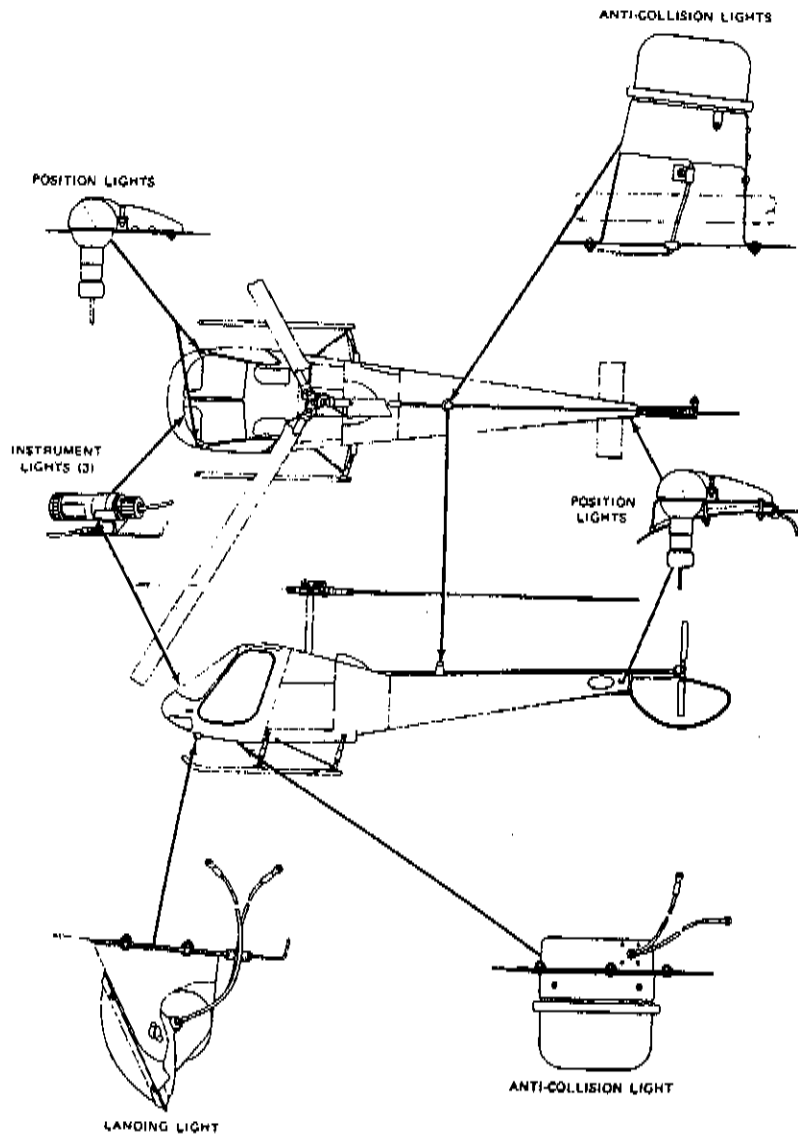 ANTI-COLLISION LIGHTS
POSITION LIGHTS
INSTRUMENT
LIGHTS (3)
POSITION
LIGHTS
ANTI-COLLISION LIGHT
LANDING LIGHT